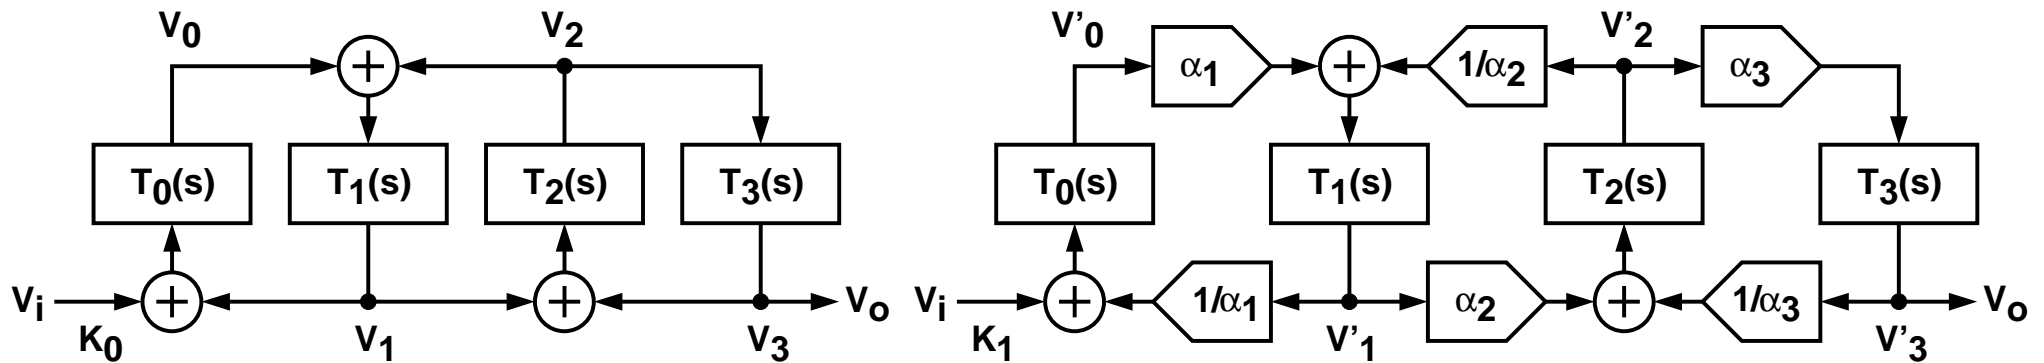 V0 V2 V'0 V'2
α1 1/α2 α3
T0(s) T1(s) T2(s) T3(s) T0(s) T1(s) T2(s) T3(s)
Vi Vo Vi 1/α1 α2 1/α3 Vo
K0 V1 V3 K1 V'1 V'3